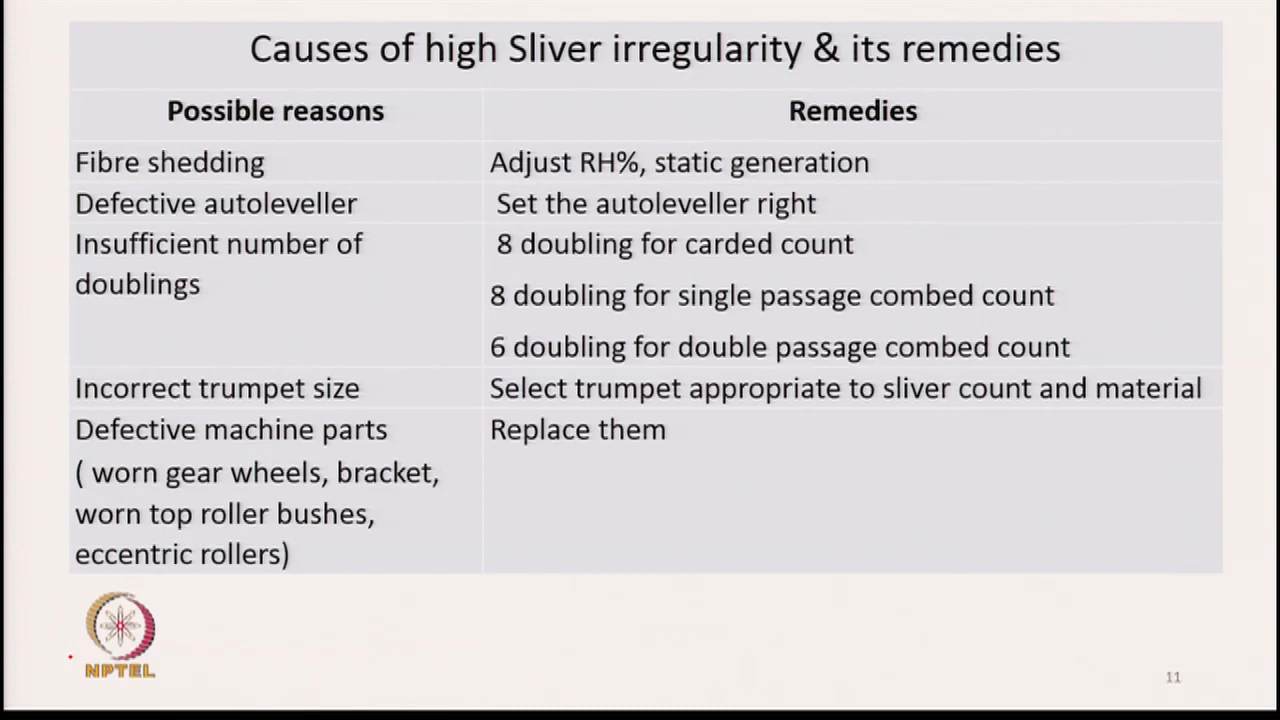 Causes of high Sliver irregularity & its remedies
Possible reasons
Remedies
Fibre shedding
Adjust RH%, static generation
Defective autoleveller
Set the autoleveller right
Insufficient number of
doublings
8 doubling for carded count
8 doubling for single passage combed count
6 doubling for double passage combed count
Incorrect trumpet size
Select trumpet appropriate to sliver count and material
Defective machine parts
( worn gear wheels, bracket,
worn top roller bushes,
eccentric rollers)
Replace them
NPTEL
11